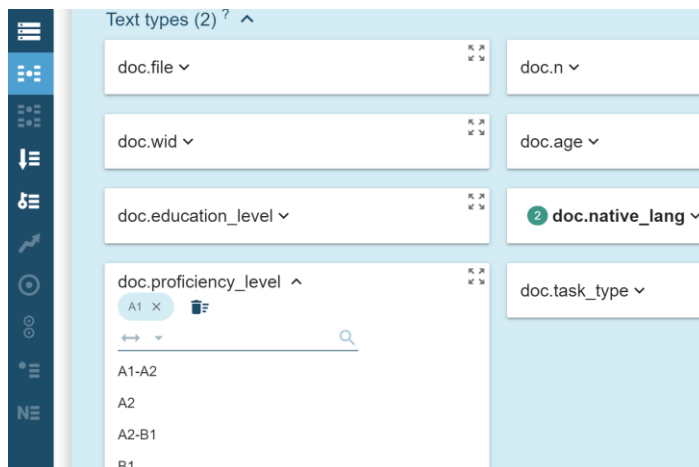 Text types (2) ?
doc.file
doc.n
doc.wid
doc.age
doc.education_level
2 doc.native_lang
doc.proficiency_level
doc.task_type
A1 ×
A1-A2
A2
A2-B1
B1
N